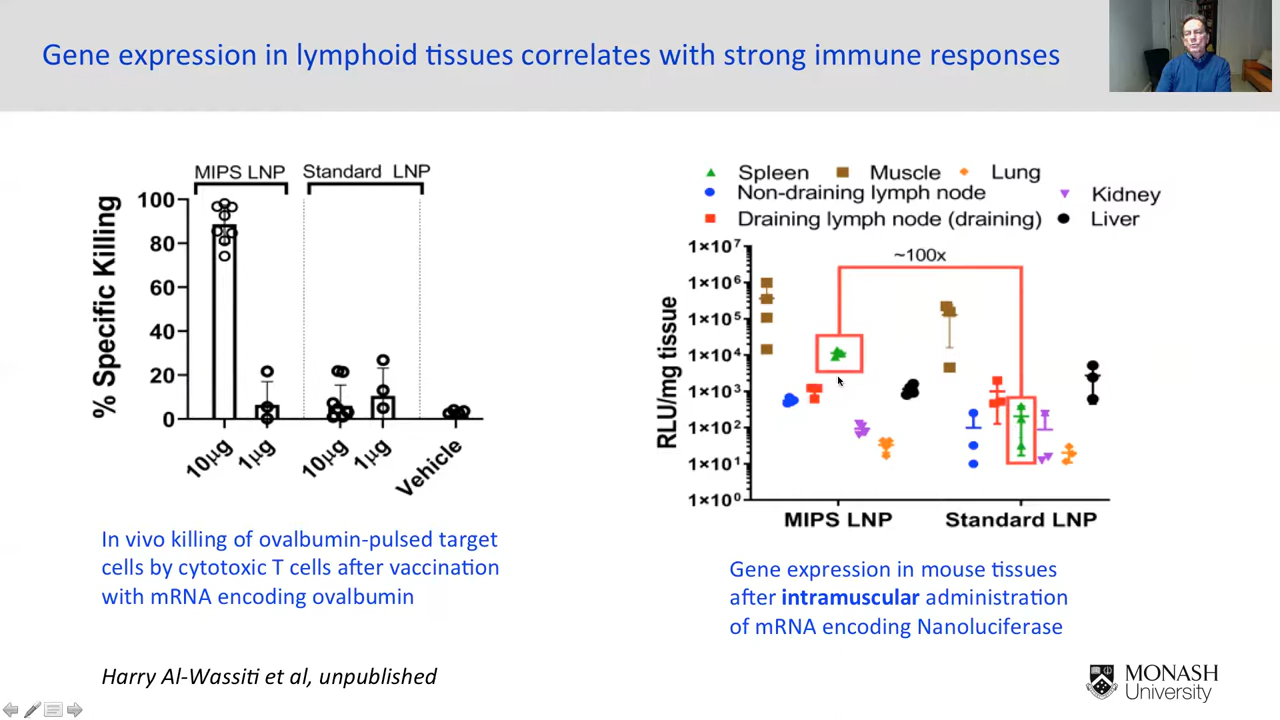 Gene expression in lymphoid tissues correlates with strong immune responses
MIPS LNP
Standard LNP
% Specific Killing
100
80
60
40
20
0
10µg
1µg
10µg
1µg
Vehicle
In vivo killing of ovalbumin-pulsed target
cells by cytotoxic T cells after vaccination
with mRNA encoding ovalbumin
Harry Al-Wassiti et al, unpublished
Spleen
Muscle
Lung
Non-draining lymph node
Kidney
Draining lymph node (draining)
Liver
RLU/mg tissue
1×10⁷
1×10⁶
1×10⁵
1×10⁴
1×10³
1×10²
1×10¹
1×10⁰
~100x
MIPS LNP
Standard LNP
Gene expression in mouse tissues
after intramuscular administration
of mRNA encoding Nanoluciferase
MONASH
University